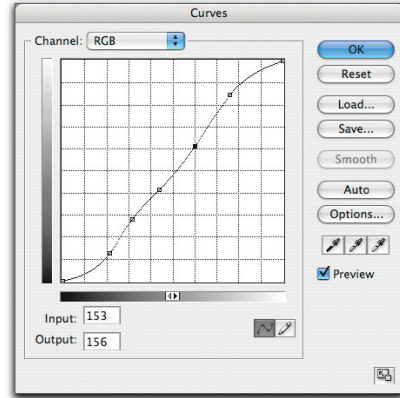 Curves
Channel: RGB
OK
Reset
Load...
Save...
Smooth
Auto
Options...
Preview
Input: 153
Output: 156